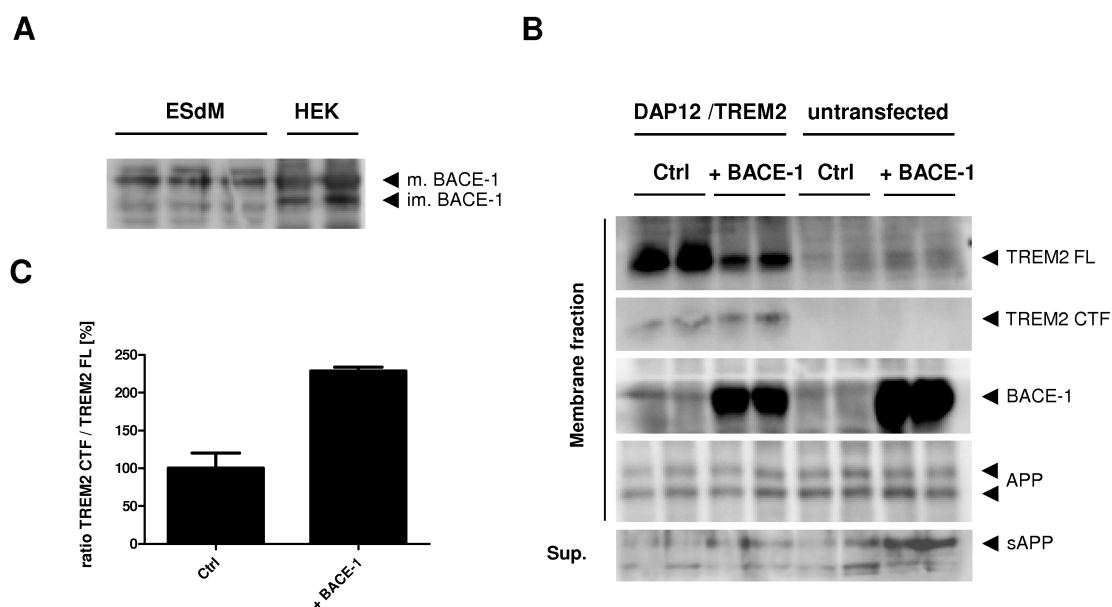 A
ESdM HEK
m. BACE-1
im. BACE-1
B
DAP12 /TREM2 untransfected
Ctrl + BACE-1 Ctrl + BACE-1
Membrane fraction
TREM2 FL
TREM2 CTF
BACE-1
APP
Sup.
sAPP
C
ratio TREM2 CTF / TREM2 FL [%]
250
200
150
100
50
0
Ctrl
+ BACE-1